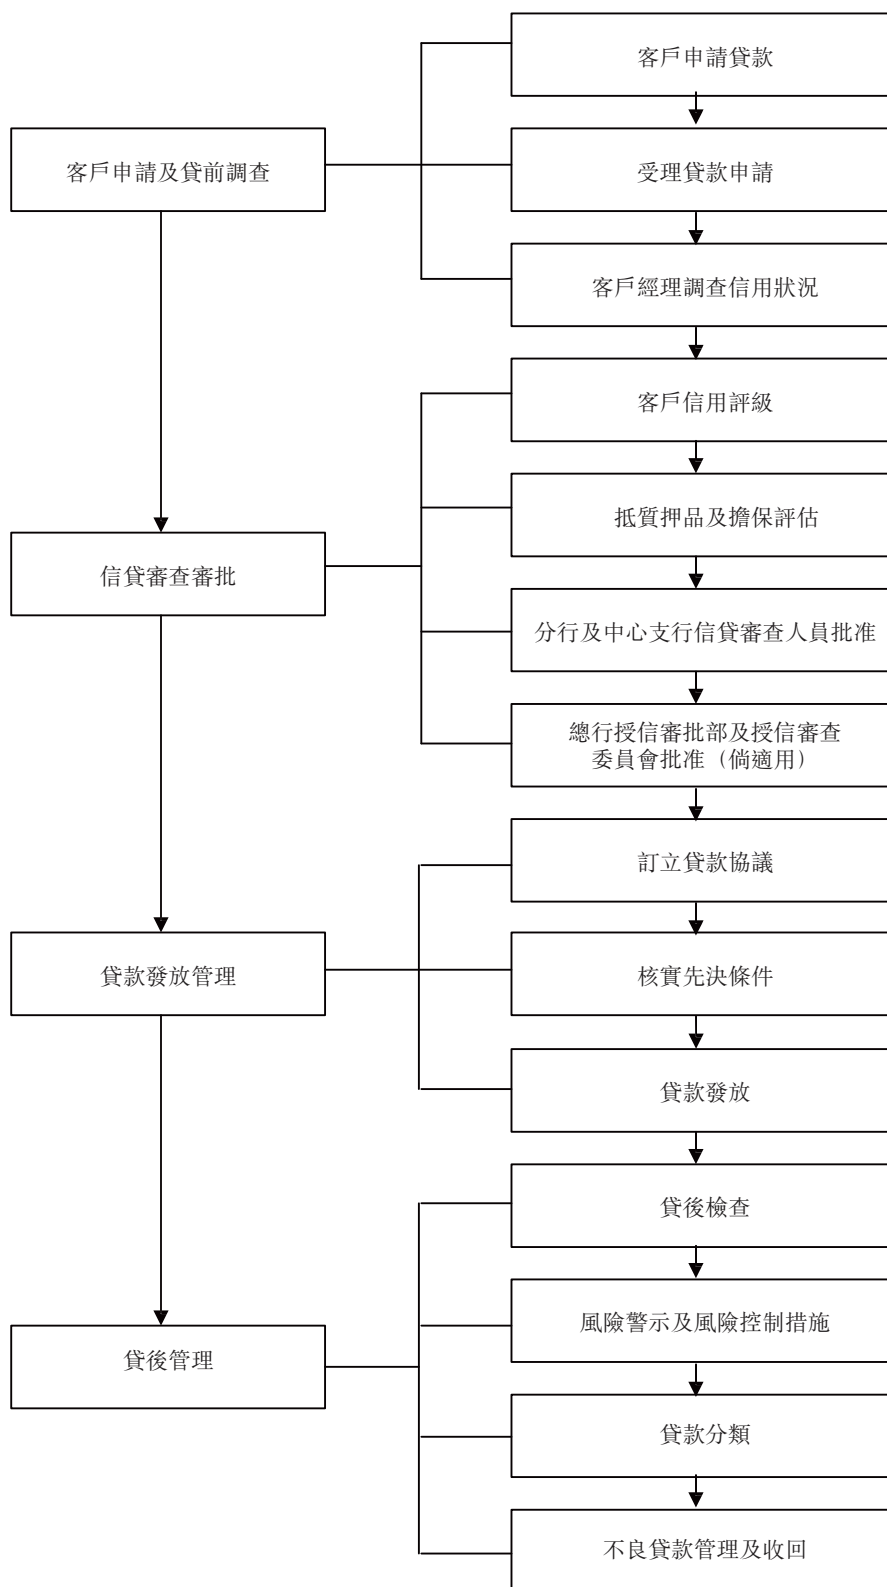 客戶申請及貸前調查
客戶申請貸款
受理貸款申請
客戶經理調查信用狀況
信貸審查審批
客戶信用評級
抵質押品及擔保評估
分行及中心支行信貸審查人員批准
總行授信審批部及授信審查
委員會批准（倘適用）
貸款發放管理
訂立貸款協議
核實先決條件
貸款發放
貸後管理
貸後檢查
風險警示及風險控制措施
貸款分類
不良貸款管理及收回